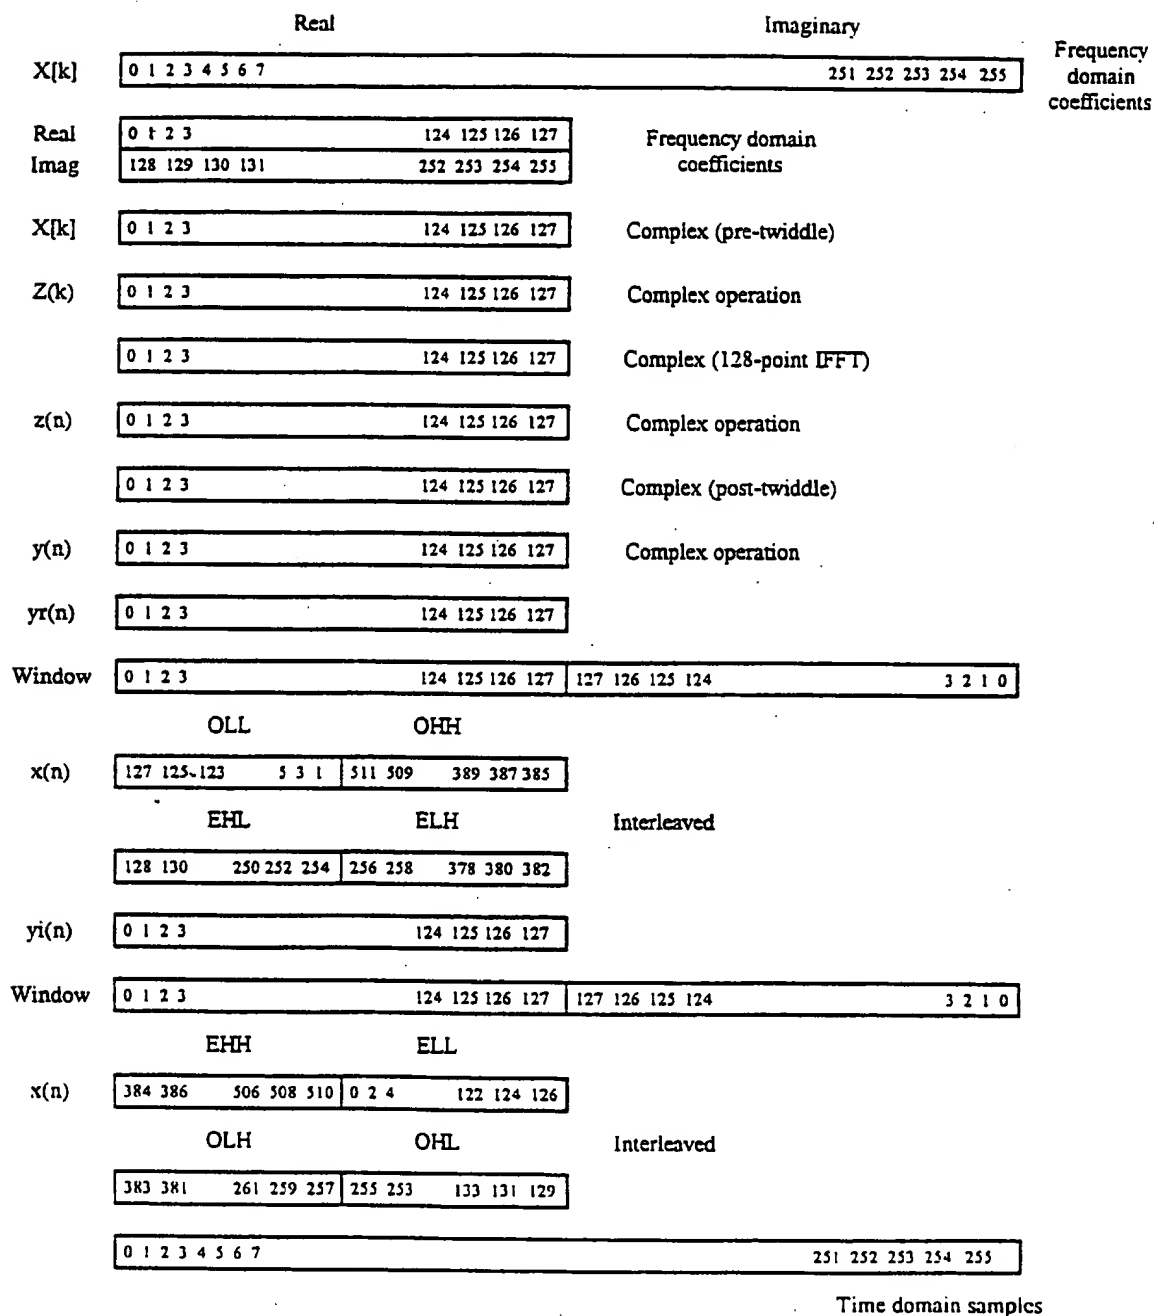 Real Imaginary
X[k] 0 1 2 3 4 5 6 7 251 252 253 254 255 Frequency domain coefficients
Real 0 1 2 3 124 125 126 127 Frequency domain coefficients
Imag 128 129 130 131 252 253 254 255
X[k] 0 1 2 3 124 125 126 127 Complex (pre-twiddle)
Z(k) 0 1 2 3 124 125 126 127 Complex operation
0 1 2 3 124 125 126 127 Complex (128-point IFFT)
z(n) 0 1 2 3 124 125 126 127 Complex operation
0 1 2 3 124 125 126 127 Complex (post-twiddle)
y(n) 0 1 2 3 124 125 126 127 Complex operation
yr(n) 0 1 2 3 124 125 126 127
Window 0 1 2 3 124 125 126 127 127 126 125 124 3 2 1 0
OLL OHH
x(n) 127 125 123 5 3 1 511 509 389 387 385
EHL ELH Interleaved
128 130 250 252 254 256 258 378 380 382
yi(n) 0 1 2 3 124 125 126 127
Window 0 1 2 3 124 125 126 127 127 126 125 124 3 2 1 0
EHH ELL
x(n) 384 386 506 508 510 0 2 4 122 124 126
OLH OHL Interleaved
383 381 261 259 257 255 253 133 131 129
0 1 2 3 4 5 6 7 251 252 253 254 255
Time domain samples